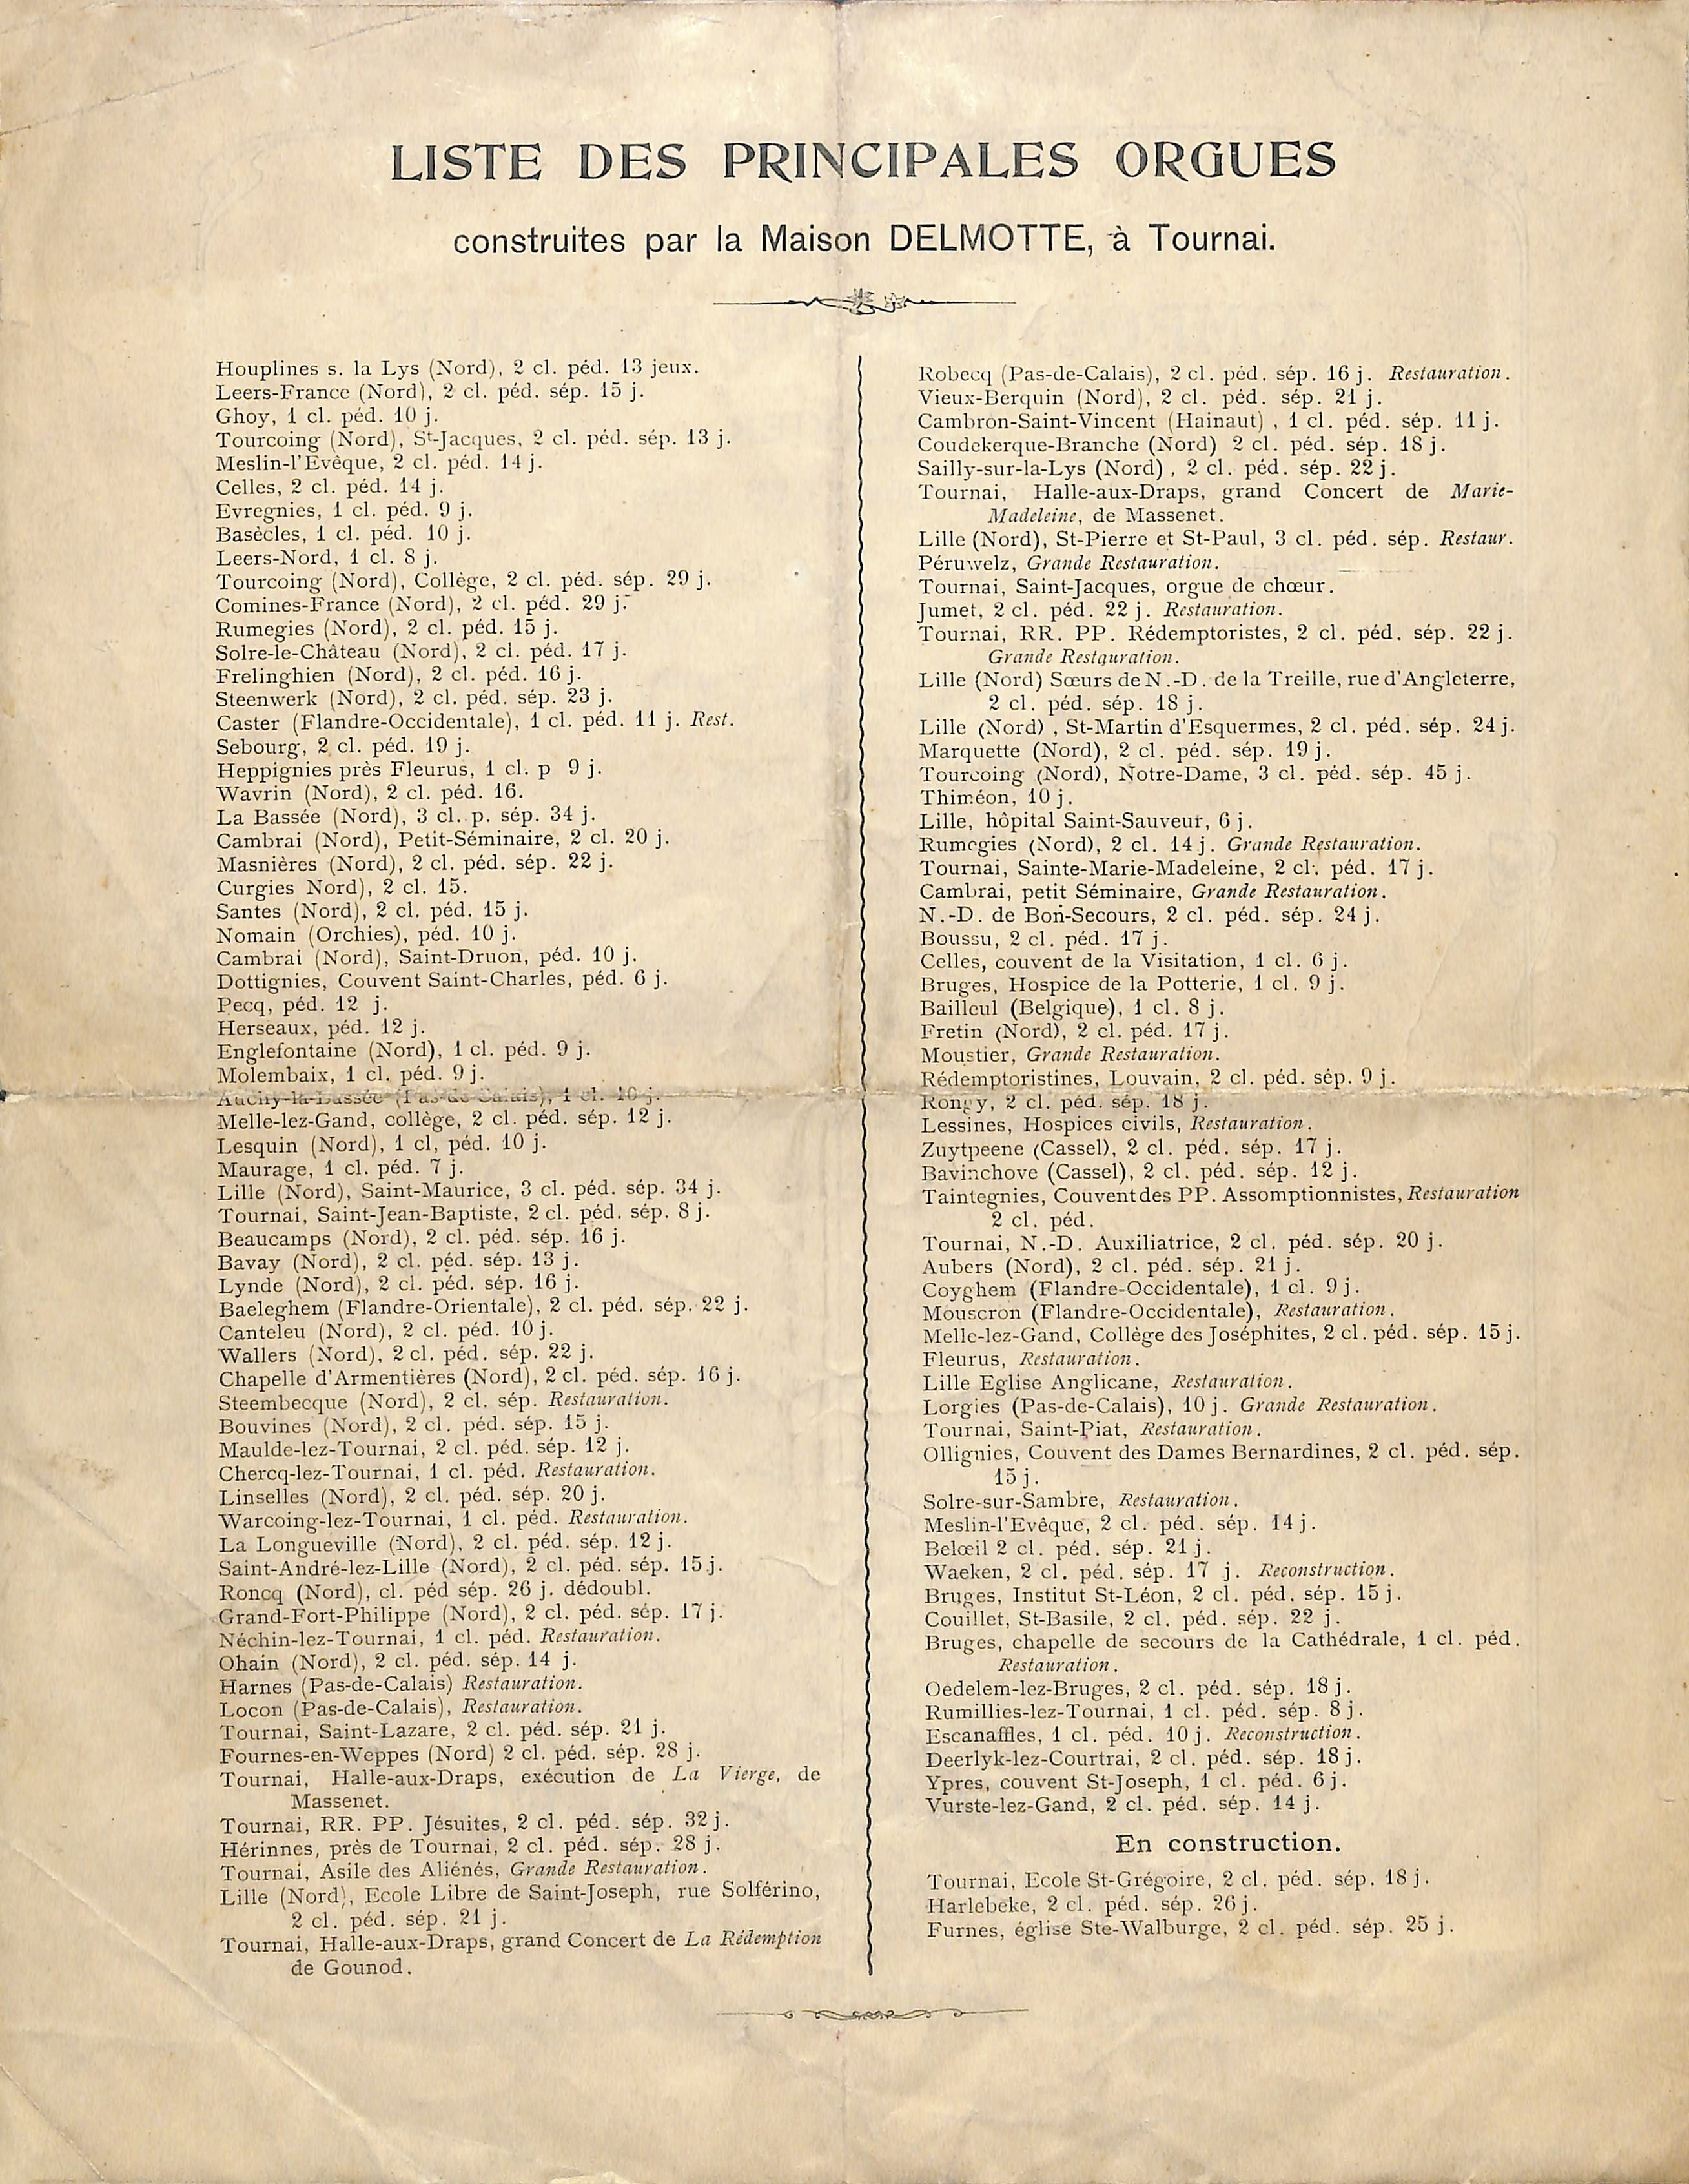 LISTE DES PRINCIPALES ORGUES
construites par la Maison DELMOTTE, à Tournai.
Houplines s. la Lys (Nord), 2 cl. péd. 13 jeux.
Leers-France (Nord), 2 cl. péd. sép. 15 j.
Ghoy, 1 cl. péd. 10 j.
Tourcoing (Nord), St-Jacques, 2 cl. péd. sép. 13 j.
Meslin-l'Evêque, 2 cl. péd. 14 j.
Celles, 2 cl. péd. 14 j.
Evregnies, 1 cl. péd. 9 j.
Basècles, 1 cl. péd. 10 j.
Leers-Nord, 1 cl. 8 j.
Tourcoing (Nord), Collège, 2 cl. péd. sép. 29 j.
Comines-France (Nord), 2 cl. péd. 29 j.
Rumegies (Nord), 2 cl. péd. 15 j.
Solre-le-Château (Nord), 2 cl. péd. 17 j.
Frelinghien (Nord), 2 cl. péd. 16 j.
Steenwerk (Nord), 2 cl. péd. sép. 23 j.
Caster (Flandre-Occidentale), 1 cl. péd. 11 j. Rest.
Sebourg, 2 cl. péd. 19 j.
Heppignies près Fleurus, 1 cl. p 9 j.
Wavrin (Nord), 2 cl. péd. 16.
La Bassée (Nord), 3 cl. p. sép. 34 j.
Cambrai (Nord), Petit-Séminaire, 2 cl. 20 j.
Masnières (Nord), 2 cl. péd. sép. 22 j.
Curgies Nord), 2 cl. 15.
Santes (Nord), 2 cl. péd. 15 j.
Nomain (Orchies), péd. 10 j.
Cambrai (Nord), Saint-Druon, péd. 10 j.
Dottignies, Couvent Saint-Charles, péd. 6 j.
Pecq, péd. 12 j.
Herseaux, péd. 12 j.
Englefontaine (Nord), 1 cl. péd. 9 j.
Molembaix, 1 cl. péd. 9 j.
Auchy-la-Bassée (Pas-de-Calais), 1 cl. 10 j.
Melle-lez-Gand, collège, 2 cl. péd. sép. 12 j.
Lesquin (Nord), 1 cl, péd. 10 j.
Maurage, 1 cl. péd. 7 j.
Lille (Nord), Saint-Maurice, 3 cl. péd. sép. 34 j.
Tournai, Saint-Jean-Baptiste, 2 cl. péd. sép. 8 j.
Beaucamps (Nord), 2 cl. péd. sép. 16 j.
Bavay (Nord), 2 cl. péd. sép. 13 j.
Lynde (Nord), 2 cl. péd. sép. 16 j.
Baeleghem (Flandre-Orientale), 2 cl. péd. sép. 22 j.
Canteleu (Nord), 2 cl. péd. 10 j.
Wallers (Nord), 2 cl. péd. sép. 22 j.
Chapelle d'Armentières (Nord), 2 cl. péd. sép. 16 j.
Steembecque (Nord), 2 cl. sép. Restauration.
Bouvines (Nord), 2 cl. péd. sép. 15 j.
Maulde-lez-Tournai, 2 cl. péd. sép. 12 j.
Chercq-lez-Tournai, 1 cl. péd. Restauration.
Linselles (Nord), 2 cl. péd. sép. 20 j.
Warcoing-lez-Tournai, 1 cl. péd. Restauration.
La Longueville (Nord), 2 cl. péd. sép. 12 j.
Saint-André-lez-Lille (Nord), 2 cl. péd. sép. 15 j.
Roncq (Nord), cl. péd sép. 26 j. dédoubl.
Grand-Fort-Philippe (Nord), 2 cl. péd. sép. 17 j.
Néchin-lez-Tournai, 1 cl. péd. Restauration.
Ohain (Nord), 2 cl. péd. sép. 14 j.
Harnes (Pas-de-Calais) Restauration.
Locon (Pas-de-Calais), Restauration.
Tournai, Saint-Lazare, 2 cl. péd. sép. 21 j.
Fournes-en-Weppes (Nord) 2 cl. péd. sép. 28 j.
Tournai, Halle-aux-Draps, exécution de La Vierge, de
Massenet.
Tournai, RR. PP. Jésuites, 2 cl. péd. sép. 32 j.
Hérinnes, près de Tournai, 2 cl. péd. sép. 28 j.
Tournai, Asile des Aliénés, Grande Restauration.
Lille (Nord), Ecole Libre de Saint-Joseph, rue Solférino,
2 cl. péd. sép. 21 j.
Tournai, Halle-aux-Draps, grand Concert de La Rédemption
de Gounod.
Robecq (Pas-de-Calais), 2 cl. péd. sép. 16 j. Restauration.
Vieux-Berquin (Nord), 2 cl. péd. sép. 21 j.
Cambron-Saint-Vincent (Hainaut), 1 cl. péd. sép. 11 j.
Coudekerque-Branche (Nord) 2 cl. péd. sép. 18 j.
Sailly-sur-la-Lys (Nord), 2 cl. péd. sép. 22 j.
Tournai, Halle-aux-Draps, grand Concert de Marie-
Madeleine, de Massenet.
Lille (Nord), St-Pierre et St-Paul, 3 cl. péd. sép. Restaur.
Péruwelz, Grande Restauration.
Tournai, Saint-Jacques, orgue de chœur.
Jumet, 2 cl. péd. 22 j. Restauration.
Tournai, RR. PP. Rédemptoristes, 2 cl. péd. sép. 22 j.
Grande Restauration.
Lille (Nord) Sœurs de N.-D. de la Treille, rue d'Angleterre,
2 cl. péd. sép. 18 j.
Lille (Nord), St-Martin d'Esquermes, 2 cl. péd. sép. 24 j.
Marquette (Nord), 2 cl. péd. sép. 19 j.
Tourcoing (Nord), Notre-Dame, 3 cl. péd. sép. 45 j.
Thiméon, 10 j.
Lille, hôpital Saint-Sauveur, 6 j.
Rumegies (Nord), 2 cl. 14 j. Grande Restauration.
Tournai, Sainte-Marie-Madeleine, 2 cl. péd. 17 j.
Cambrai, petit Séminaire, Grande Restauration.
N.-D. de Bon-Secours, 2 cl. péd. sép. 24 j.
Boussu, 2 cl. péd. 17 j.
Celles, couvent de la Visitation, 1 cl. 6 j.
Bruges, Hospice de la Potterie, 1 cl. 9 j.
Bailleul (Belgique), 1 cl. 8 j.
Fretin (Nord), 2 cl. péd. 17 j.
Moustier, Grande Restauration.
Rédemptoristines, Louvain, 2 cl. péd. sép. 9 j.
Rongy, 2 cl. péd. sép. 18 j.
Lessines, Hospices civils, Restauration.
Zuytpeene (Cassel), 2 cl. péd. sép. 17 j.
Bavinchove (Cassel), 2 cl. péd. sép. 12 j.
Taintegnies, Couvent des PP. Assomptionnistes, Restauration
2 cl. péd.
Tournai, N.-D. Auxiliatrice, 2 cl. péd. sép. 20 j.
Aubers (Nord), 2 cl. péd. sép. 21 j.
Coyghem (Flandre-Occidentale), 1 cl. 9 j.
Mouscron (Flandre-Occidentale), Restauration.
Melle-lez-Gand, Collège des Joséphites, 2 cl. péd. sép. 15 j.
Fleurus, Restauration.
Lille Eglise Anglicane, Restauration.
Lorgies (Pas-de-Calais), 10 j. Grande Restauration.
Tournai, Saint-Piat, Restauration.
Ollignies, Couvent des Dames Bernardines, 2 cl. péd. sép.
15 j.
Solre-sur-Sambre, Restauration.
Meslin-l'Evêque, 2 cl. péd. sép. 14 j.
Belœil 2 cl. péd. sép. 21 j.
Waeken, 2 cl. péd. sép. 17 j. Reconstruction.
Bruges, Institut St-Léon, 2 cl. péd. sép. 15 j.
Couillet, St-Basile, 2 cl. péd. sép. 22 j.
Bruges, chapelle de secours de la Cathédrale, 1 cl. péd.
Restauration.
Oedelem-lez-Bruges, 2 cl. péd. sép. 18 j.
Rumillies-lez-Tournai, 1 cl. péd. sép. 8 j.
Escanaffles, 1 cl. péd. 10 j. Reconstruction.
Deerlyk-lez-Courtrai, 2 cl. péd. sép. 18 j.
Ypres, couvent St-Joseph, 1 cl. péd. 6 j.
Vurste-lez-Gand, 2 cl. péd. sép. 14 j.
En construction.
Tournai, Ecole St-Grégoire, 2 cl. péd. sép. 18 j.
Harlebeke, 2 cl. péd. sép. 26 j.
Furnes, église Ste-Walburge, 2 cl. péd. sép. 25 j.